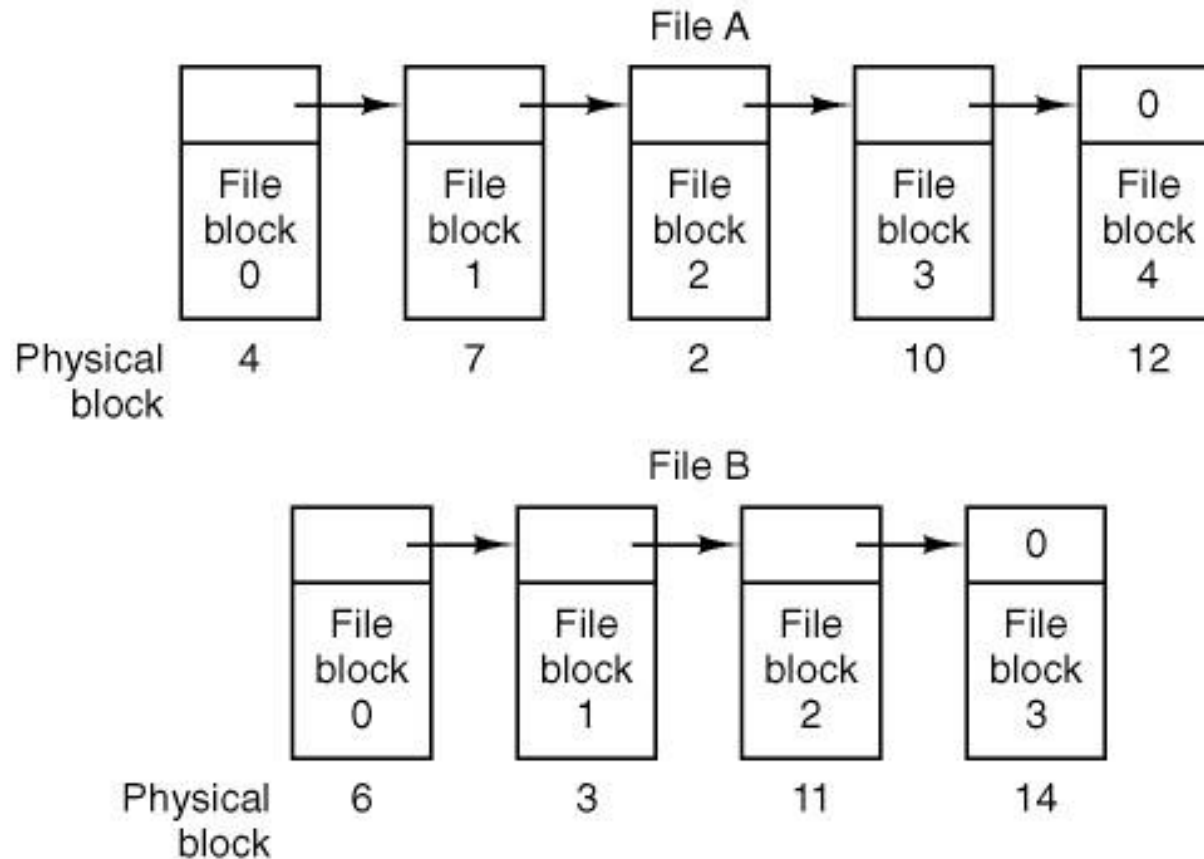 File A
0
File block 0
File block 1
File block 2
File block 3
File block 4
Physical block
4 7 2 10 12
File B
0
File block 0
File block 1
File block 2
File block 3
Physical block
6 3 11 14